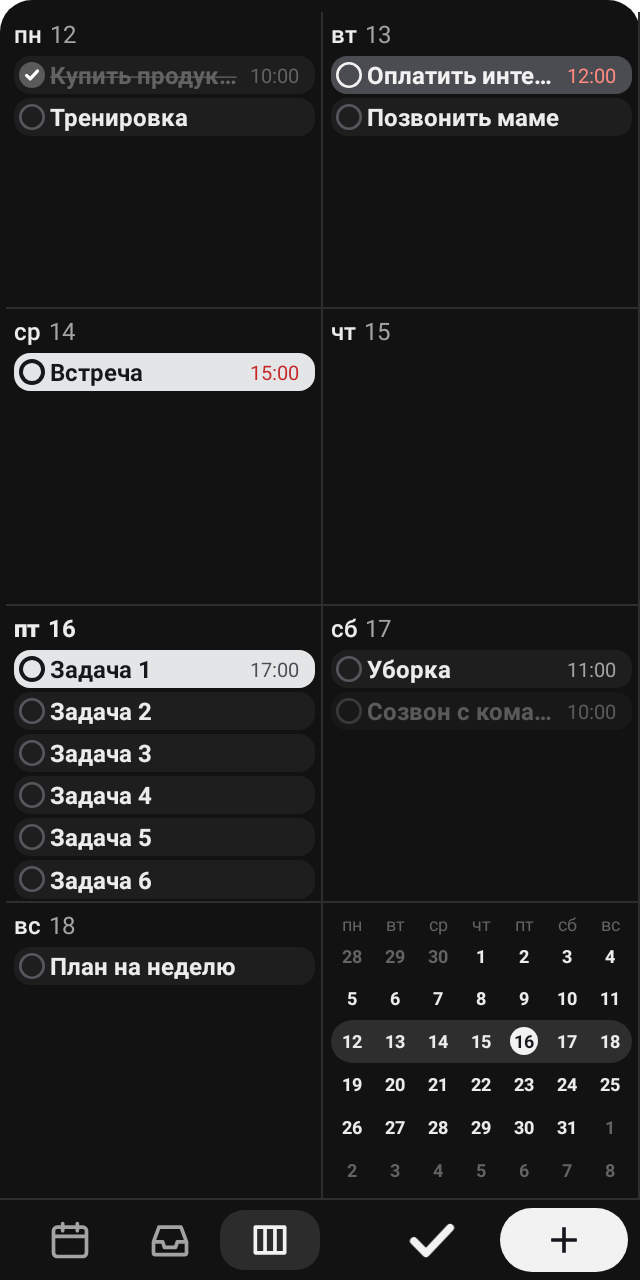 пн 12
Купить продук... 10:00
Тренировка
вт 13
Оплатить инте... 12:00
Позвонить маме
ср 14
Встреча 15:00
чт 15
пт 16
Задача 1 17:00
Задача 2
Задача 3
Задача 4
Задача 5
Задача 6
сб 17
Уборка 11:00
Созвон с кома... 10:00
вс 18
План на неделю
пн вт ср чт пт сб вс
28 29 30 1 2 3 4
5 6 7 8 9 10 11
12 13 14 15 16 17 18
19 20 21 22 23 24 25
26 27 28 29 30 31 1
2 3 4 5 6 7 8